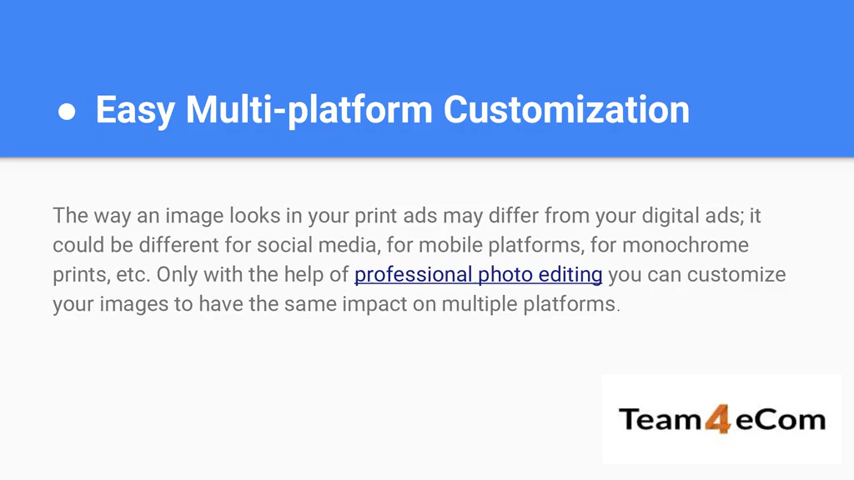 ● Easy Multi-platform Customization
The way an image looks in your print ads may differ from your digital ads; it
could be different for social media, for mobile platforms, for monochrome
prints, etc. Only with the help of professional photo editing you can customize
your images to have the same impact on multiple platforms.
Team4eCom